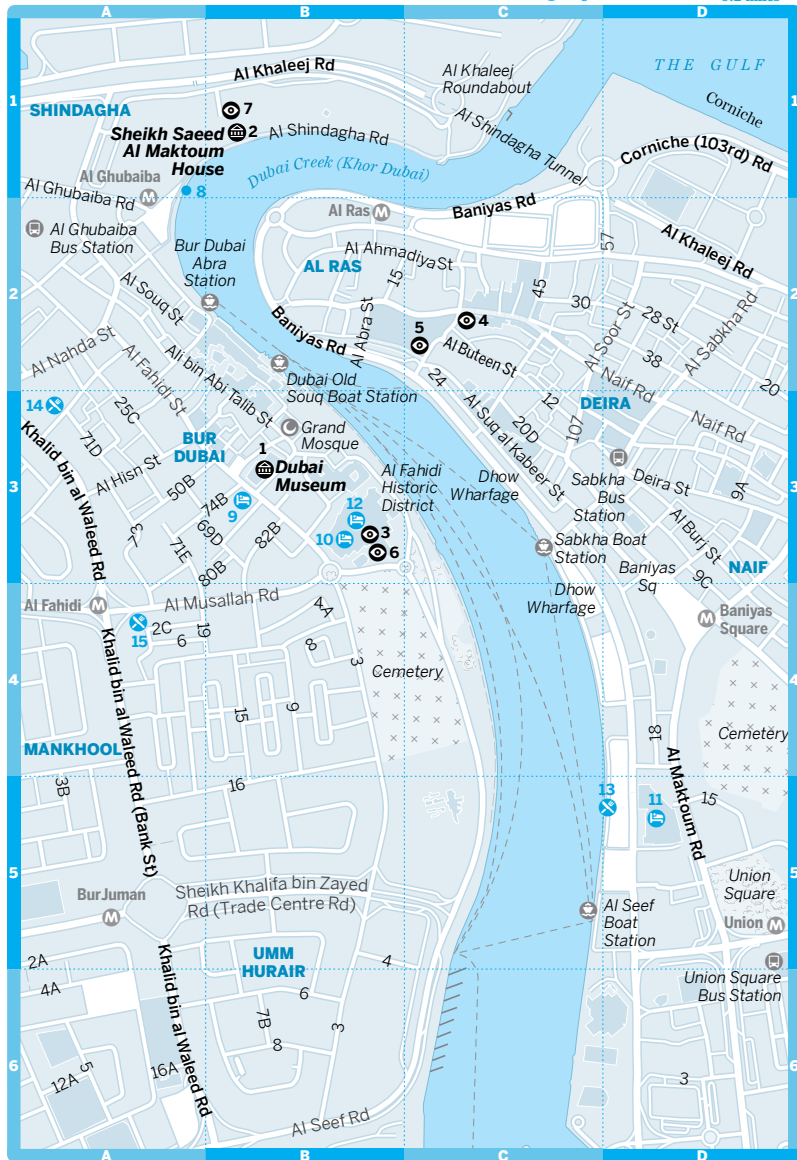 A
B
C
D
1
Al Khaleej Rd
Al Khaleej
Roundabout
THE GULF
Corniche
SHINDAGHA
7
2
Sheikh Saeed
Al Maktoum
House
Al Shindagha Rd
Al Shindagha Tunnel
Corniche (103rd) Rd
Dubai Creek (Khor Dubai)
Al Ghubaiba
M
8
Al Ghubaiba Rd
Al Ras
M
Baniyas Rd
1
2
Al Ghubaiba
Bus Station
Bur Dubai
Abra
Station
AL RAS
Al Ahmadiya St
57
Al Khaleej Rd
Al Souq St
15
45
30
28 St
Al Soor St
Al Sabkha Rd
Baniyas Rd
Al Abra St
5
4
Al Buteen St
38
Al Nahda St
Al Fahidi St
Ali bin Abi Talib St
Dubai Old
Souq Boat Station
24
Naif Rd
20
2
14
25C
Grand
Mosque
Al Suq al Kabeer St
12
20D
107
DEIRA
Naif Rd
71D
BUR
DUBAI
Khalid bin al Waleed Rd
Al Hisn St
50B
1
Dubai
Museum
Al Fahidi
Historic
District
Dhow
Wharfage
Sabkha
Bus
Station
Deira St
9A
3
74B
9
69D
73
71E
80B
82B
12
10
3
6
Sabkha Boat
Station
Al Burj St
Baniyas
Sq
9C
NAIF
3
Al Fahidi
M
Al Musallah Rd
Dhow
Wharfage
M
Baniyas
Square
15
2C
6
19
4A
8
3
Cemetery
4
15
9
18
Cemetery
4
MANKHOOL
Khalid bin al Waleed Rd (Bank St)
3B
16
13
11
15
Al Maktoum Rd
5
BurJuman
M
Sheikh Khalifa bin Zayed
Rd (Trade Centre Rd)
Al Seef
Boat
Station
Union
Square
Union
M
5
2A
UMM
HURAIR
4
Union Square
Bus Station
4A
Khalid bin al Waleed Rd
6
7B
8
3
6
5
12A
16A
3
6
Al Seef Rd
A
B
C
D